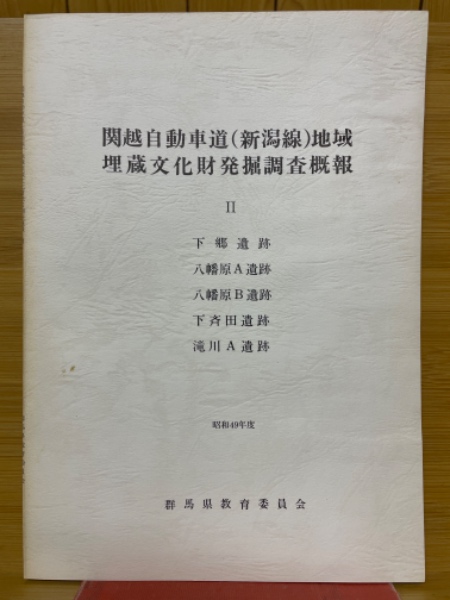 関越自動車道(新潟線)地域
埋蔵文化財発掘調査概報
II
下郷遺跡
八幡原A遺跡
八幡原B遺跡
下斉田遺跡
滝川A遺跡
昭和49年度
群馬県教育委員会